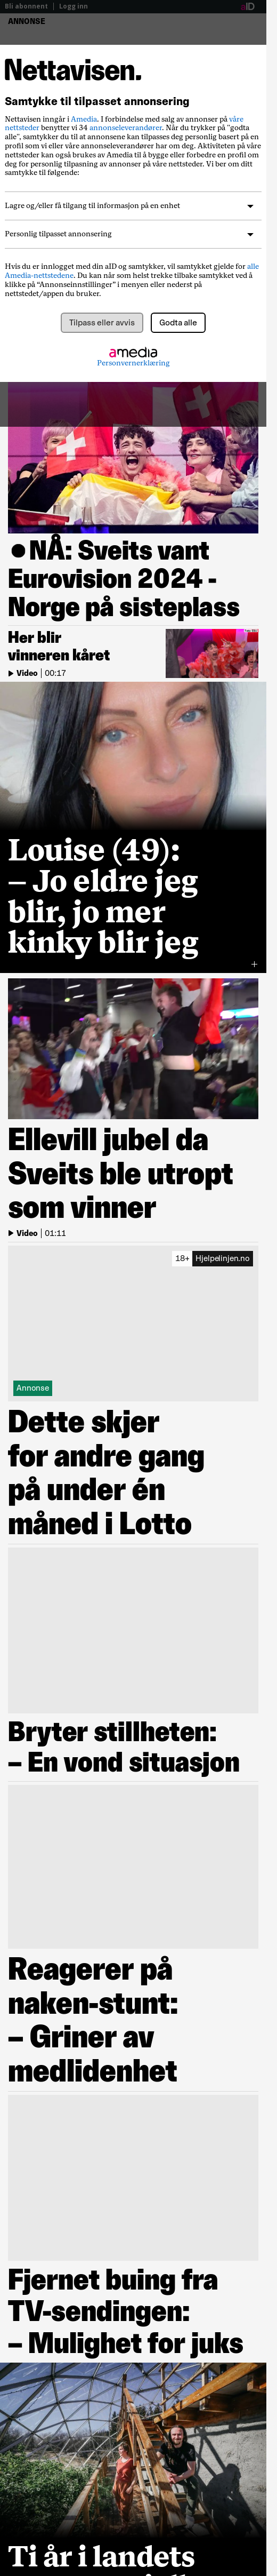 Bli abonnent | Logg inn
aID
ANNONSE
Nettavisen.
Samtykke til tilpasset annonsering
Nettavisen inngår i Amedia. I forbindelse med salg av annonser på våre
nettsteder benytter vi 34 annonseleverandører. Når du trykker på "godta
alle", samtykker du til at annonsene kan tilpasses deg personlig basert på en
profil som vi eller våre annonseleverandører har om deg. Aktiviteten på våre
nettsteder kan også brukes av Amedia til å bygge eller forbedre en profil om
deg for personlig tilpasning av annonser på våre nettsteder. Vi ber om ditt
samtykke til følgende:
Lagre og/eller få tilgang til informasjon på en enhet
Personlig tilpasset annonsering
Hvis du er innlogget med din aID og samtykker, vil samtykket gjelde for alle
Amedia-nettstedene. Du kan når som helst trekke tilbake samtykket ved å
klikke på “Annonseinnstillinger” i menyen eller nederst på
nettstedet/appen du bruker.
Tilpass eller avvis
Godta alle
amedia
Personvernerklæring
●NÅ: Sveits vant
Eurovision 2024 -
Norge på sisteplass
Her blir
vinneren kåret
Video | 00:17
Louise (49):
– Jo eldre jeg
blir, jo mer
kinky blir jeg
+
Ellevill jubel da
Sveits ble utropt
som vinner
Video | 01:11
18+ Hjelpelinjen.no
Annonse
Dette skjer
for andre gang
på under én
måned i Lotto
Bryter stillheten:
– En vond situasjon
Reagerer på
naken-stunt:
– Griner av
medlidenhet
Fjernet buing fra
TV-sendingen:
– Mulighet for juks
Ti år i landets